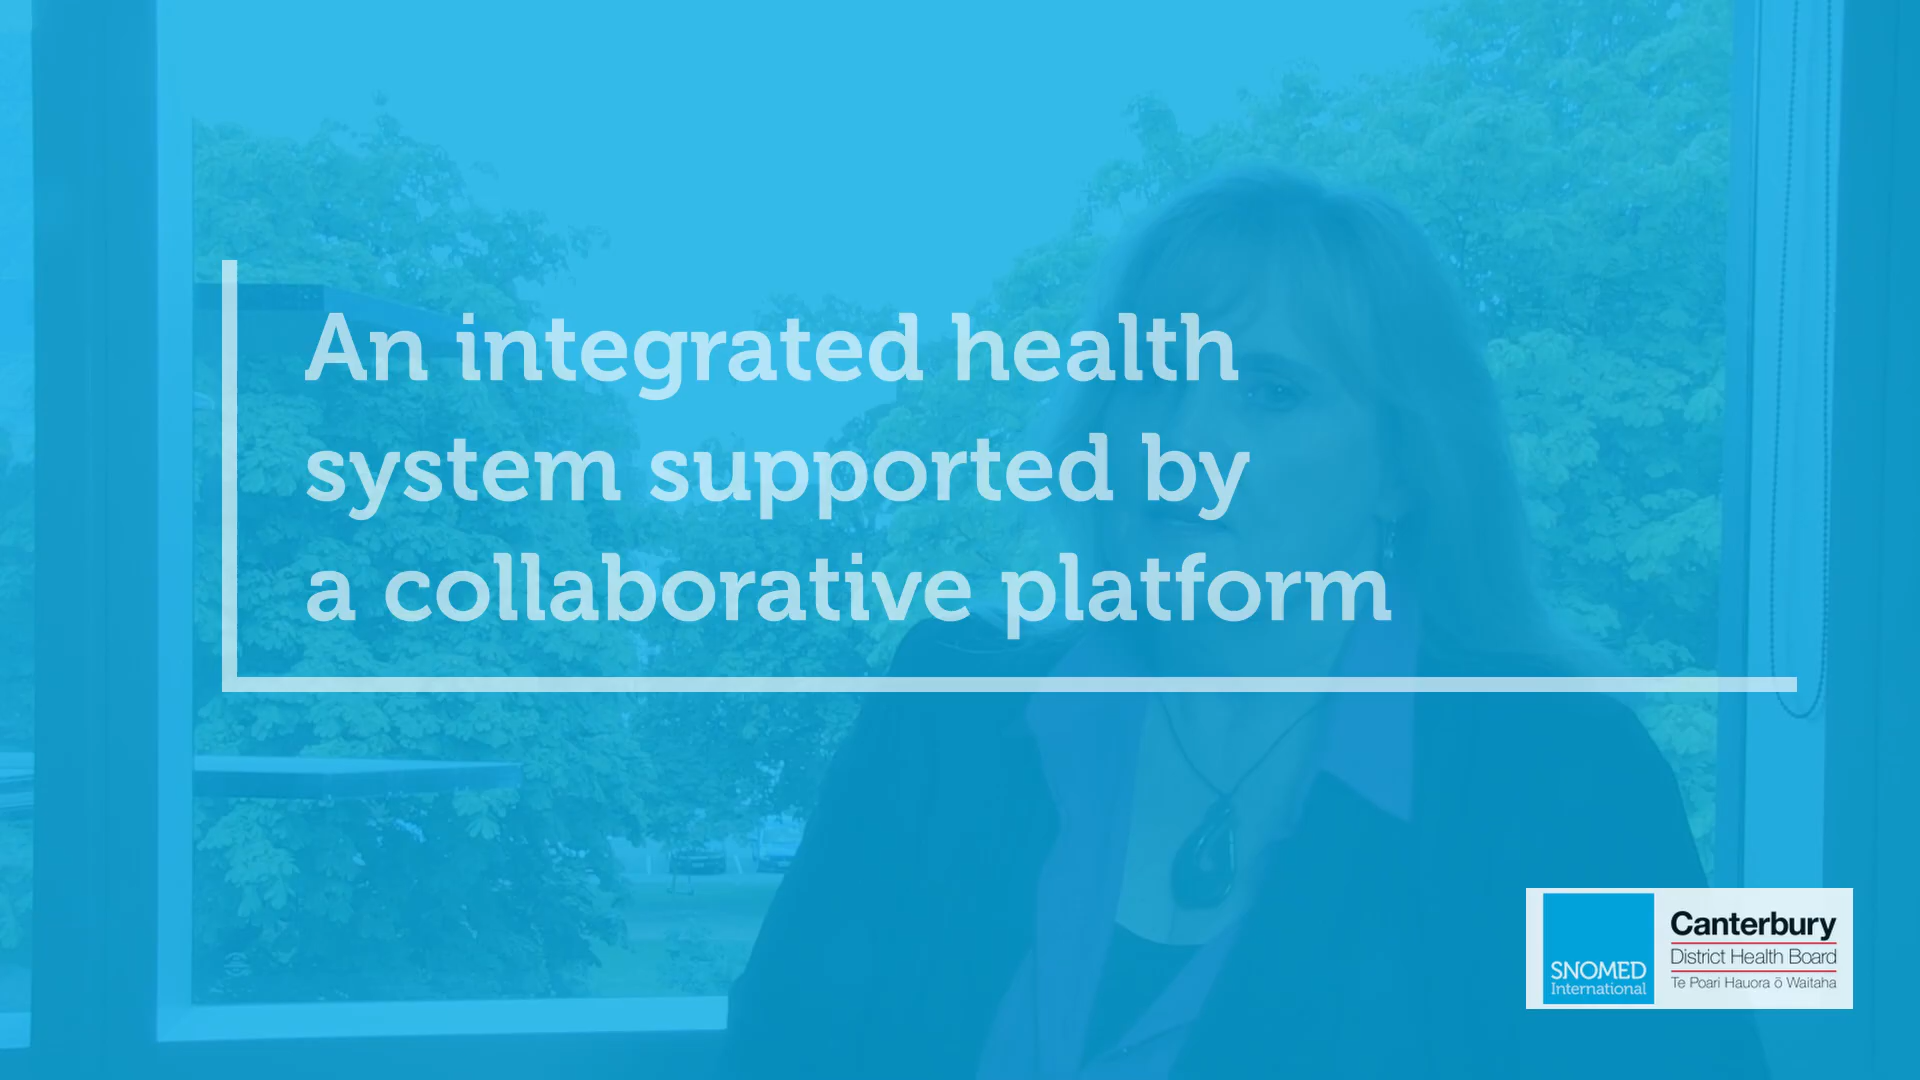 An integrated health
system supported by
a collaborative platform
SNOMED
International
Canterbury
District Health Board
Te Poari Hauora ō Waitaha